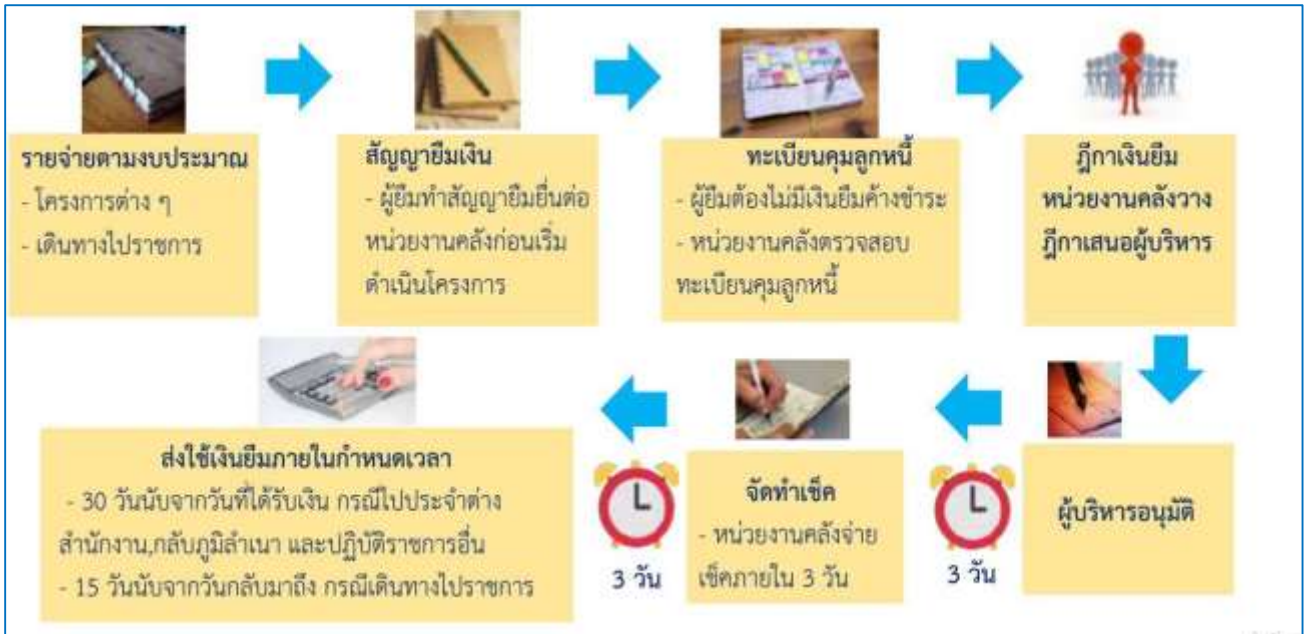 รายจ่ายตามงบประมาณ
- โครงการต่าง ๆ
- เดินทางไปราชการ
สัญญายืมเงิน
- ผู้ยืมทำสัญญายืมยื่นต่อ
หน่วยงานคลังก่อนเริ่ม
ดำเนินโครงการ
ทะเบียนคุมลูกหนี้
- ผู้ยืมต้องไม่มีเงินยืมค้างชำระ
- หน่วยงานคลังตรวจสอบ
ทะเบียนคุมลูกหนี้
ฎีกาเงินยืม
หน่วยงานคลังวาง
ฎีกาเสนอผู้บริหาร
ผู้บริหารอนุมัติ
3 วัน
จัดทำเช็ค
- หน่วยงานคลังจ่าย
เช็คภายใน 3 วัน
3 วัน
ส่งใช้เงินยืมภายในกำหนดเวลา
- 30 วันนับจากวันที่ได้รับเงิน กรณีไปประจำต่าง
สำนักงาน,กลับภูมิลำเนา และปฏิบัติราชการอื่น
- 15 วันนับจากวันกลับมาถึง กรณีเดินทางไปราชการ